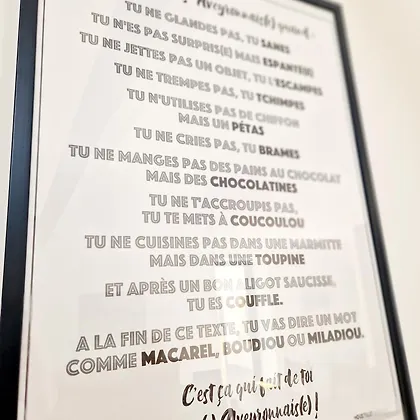 Aveyronnais(e) quand
TU NE GLANDES PAS, TU SANES
TU N'ES PAS SURPRIS(E) MAIS ESPANTÉ(E)
TU NE JETTES PAS UN OBJET, TU L'ESCAMPES
TU NE TREMPES PAS, TU TCHIMPES
TU N'UTILISES PAS DE CHIFFON
MAIS UN PÉTAS
TU NE CRIES PAS, TU BRAMES
TU NE MANGES PAS DES PAINS AU CHOCOLAT
MAIS DES CHOCOLATINES
TU NE T'ACCROUPIS PAS,
TU TE METS À COUCOULOU
TU NE CUISINES PAS DANS UNE MARMITTE
MAIS DANS UNE TOUPINE
ET APRÈS UN BON ALIGOT SAUCISSE,
TU ES COUFFLE.
A LA FIN DE CE TEXTE, TU VAS DIRE UN MOT
COMME MACAREL, BOUDIOU OU MILADIOU.
C'est ça qui fait de toi
Aveyronnais(e) !